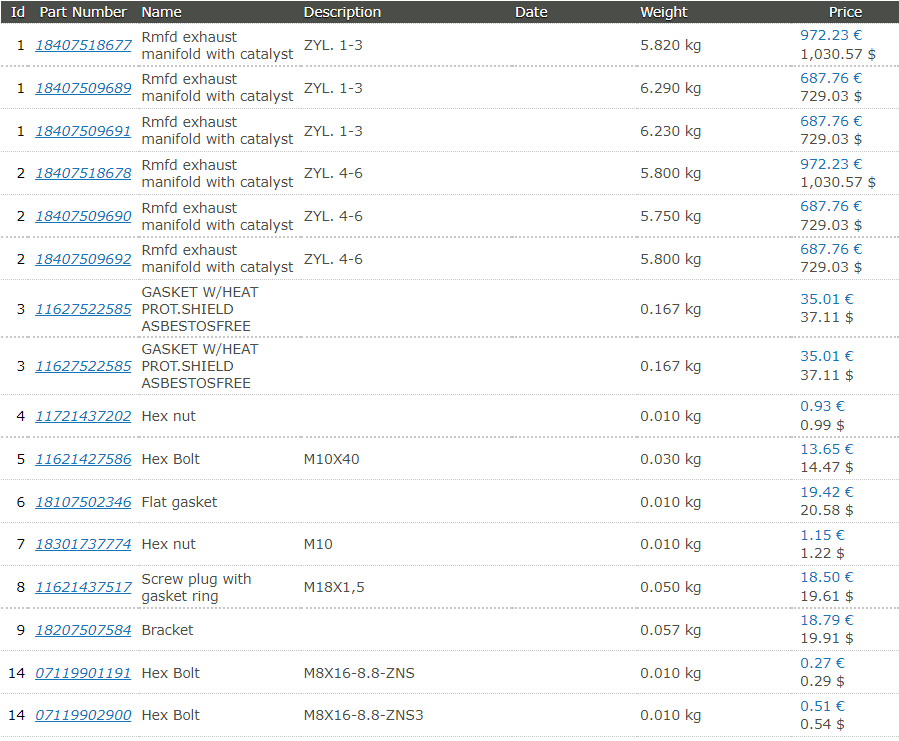 Id Part Number Name Description Date Weight Price
1 18407518677 Rmfd exhaust manifold with catalyst ZYL. 1-3 5.820 kg 972.23 € 1,030.57 $
1 18407509689 Rmfd exhaust manifold with catalyst ZYL. 1-3 6.290 kg 687.76 € 729.03 $
1 18407509691 Rmfd exhaust manifold with catalyst ZYL. 1-3 6.230 kg 687.76 € 729.03 $
2 18407518678 Rmfd exhaust manifold with catalyst ZYL. 4-6 5.800 kg 972.23 € 1,030.57 $
2 18407509690 Rmfd exhaust manifold with catalyst ZYL. 4-6 5.750 kg 687.76 € 729.03 $
2 18407509692 Rmfd exhaust manifold with catalyst ZYL. 4-6 5.800 kg 687.76 € 729.03 $
3 11627522585 GASKET W/HEAT PROT.SHIELD ASBESTOSFREE 0.167 kg 35.01 € 37.11 $
3 11627522585 GASKET W/HEAT PROT.SHIELD ASBESTOSFREE 0.167 kg 35.01 € 37.11 $
4 11721437202 Hex nut 0.010 kg 0.93 € 0.99 $
5 11621427586 Hex Bolt M10X40 0.030 kg 13.65 € 14.47 $
6 18107502346 Flat gasket 0.010 kg 19.42 € 20.58 $
7 18301737774 Hex nut M10 0.010 kg 1.15 € 1.22 $
8 11621437517 Screw plug with gasket ring M18X1,5 0.050 kg 18.50 € 19.61 $
9 18207507584 Bracket 0.057 kg 18.79 € 19.91 $
14 07119901191 Hex Bolt M8X16-8.8-ZNS 0.010 kg 0.27 € 0.29 $
14 07119902900 Hex Bolt M8X16-8.8-ZNS3 0.010 kg 0.51 € 0.54 $